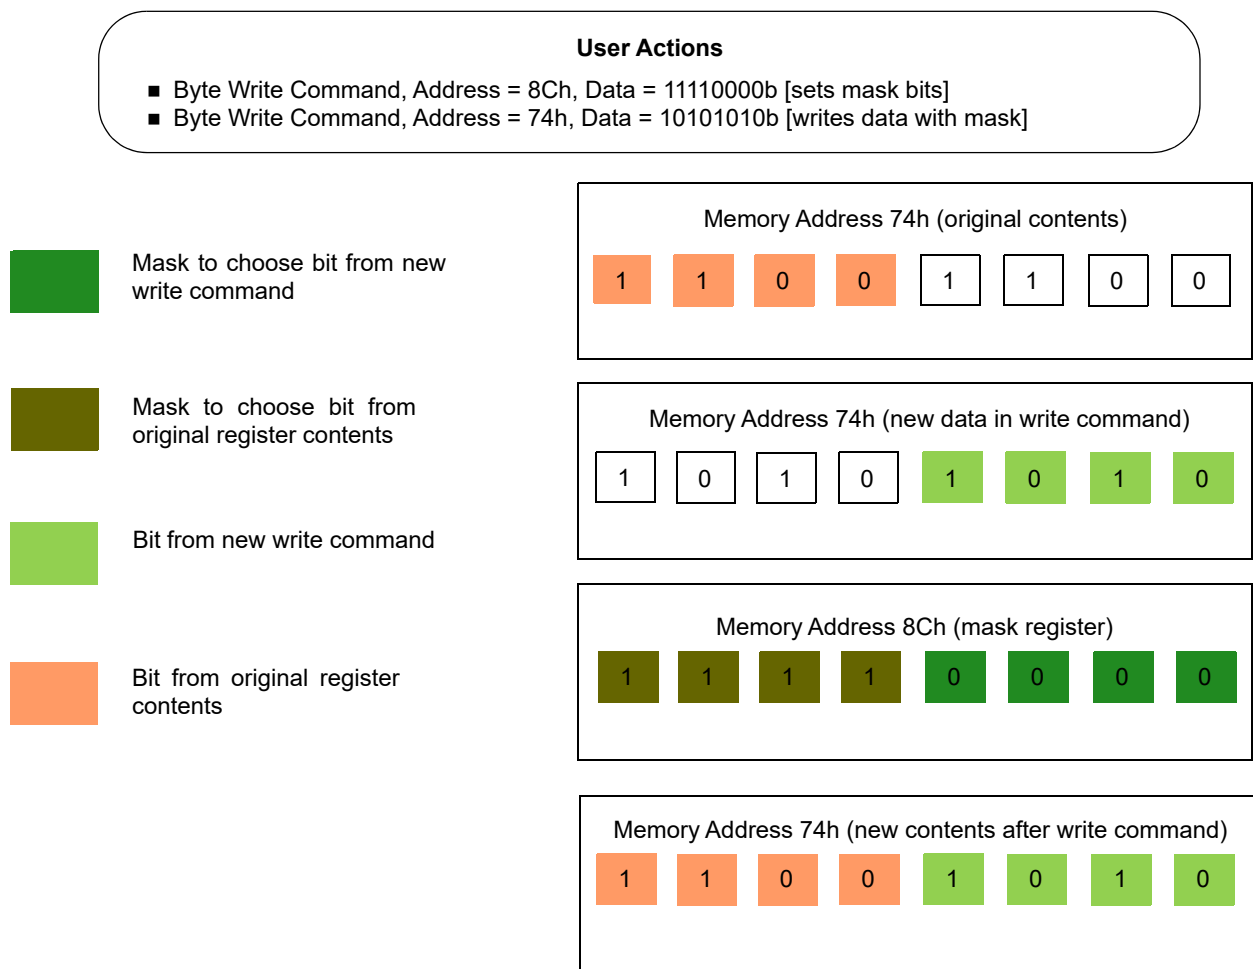 User Actions
■ Byte Write Command, Address = 8Ch, Data = 11110000b [sets mask bits]
■ Byte Write Command, Address = 74h, Data = 10101010b [writes data with mask]
Mask to choose bit from new
write command
Mask to choose bit from
original register contents
Bit from new write command
Bit from original register
contents
Memory Address 74h (original contents)
1 1 0 0 1 1 0 0
Memory Address 74h (new data in write command)
1 0 1 0 1 0 1 0
Memory Address 8Ch (mask register)
1 1 1 1 0 0 0 0
Memory Address 74h (new contents after write command)
1 1 0 0 1 0 1 0